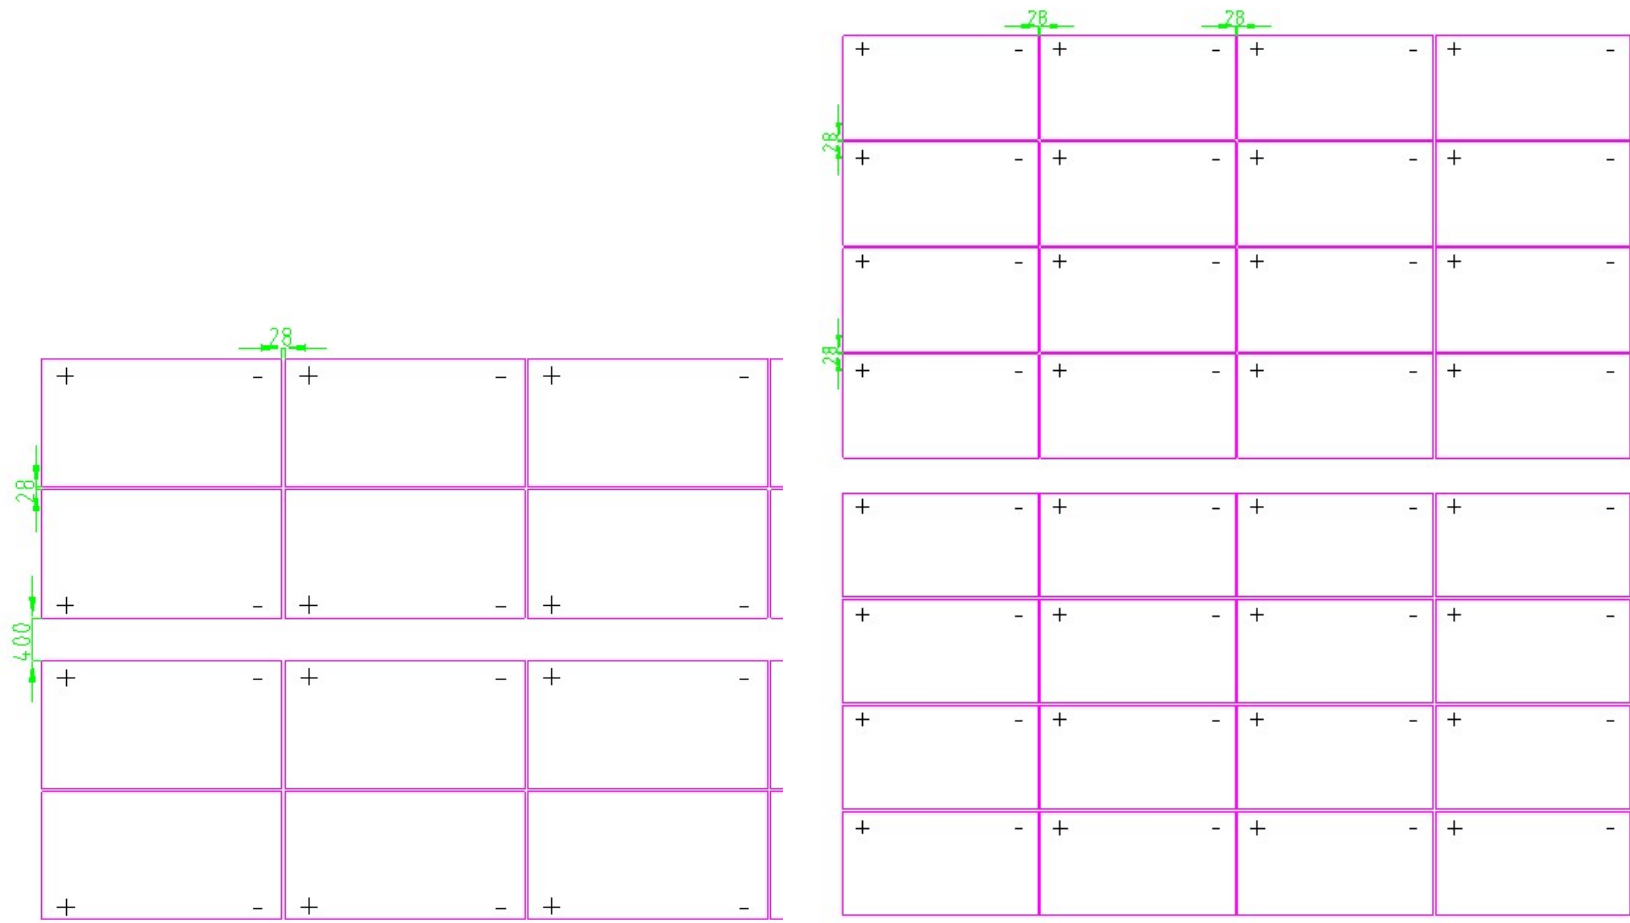 28 28
+ - + - + - + -
28
+ - + - + - + -
+ - + - + - + -
28
+ - + - + - + -
28
+ - + - + -
28
+ - + - + -
400
+ - + - + -
+ - + - + -
+ - + - + - + -
+ - + - + - + -
+ - + - + - + -
+ - + - + - + -